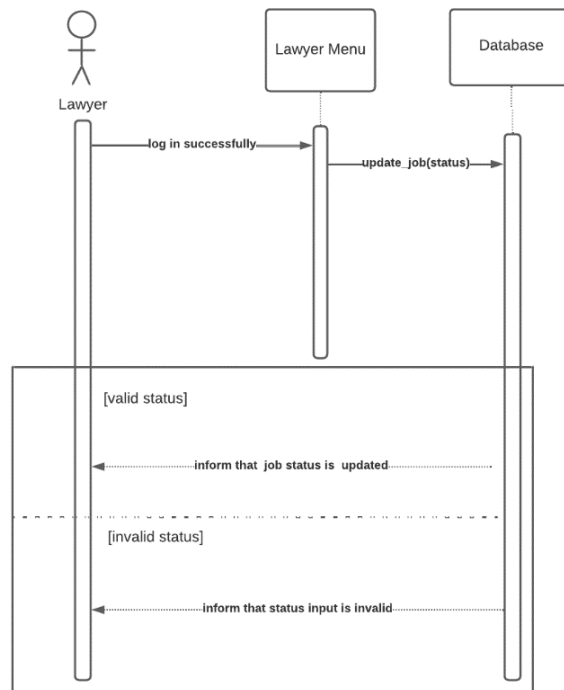 Lawyer Menu
Database
Lawyer
log in successfully
update_job(status)
[valid status]
inform that job status is updated
[invalid status]
inform that status input is invalid